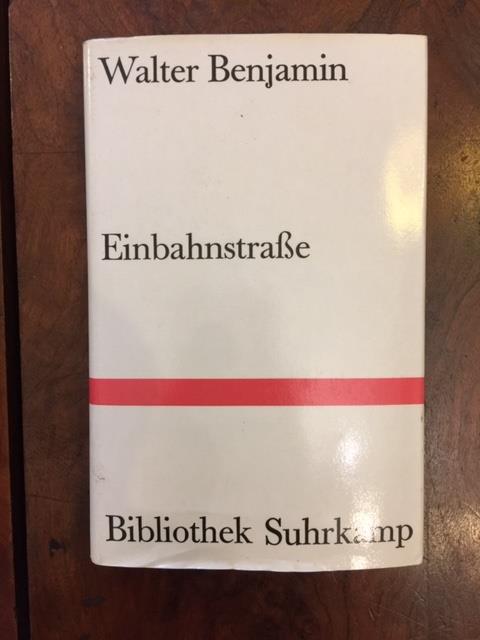 Walter Benjamin
Einbahnstraße
Bibliothek Suhrkamp